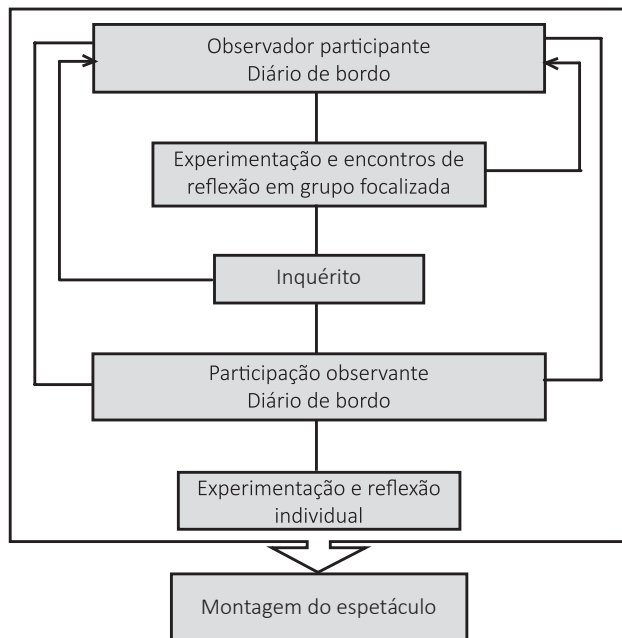 Observador participante
Diário de bordo
Experimentação e encontros de
reflexão em grupo focalizada
Inquérito
Participação observante
Diário de bordo
Experimentação e reflexão
individual
Montagem do espetáculo